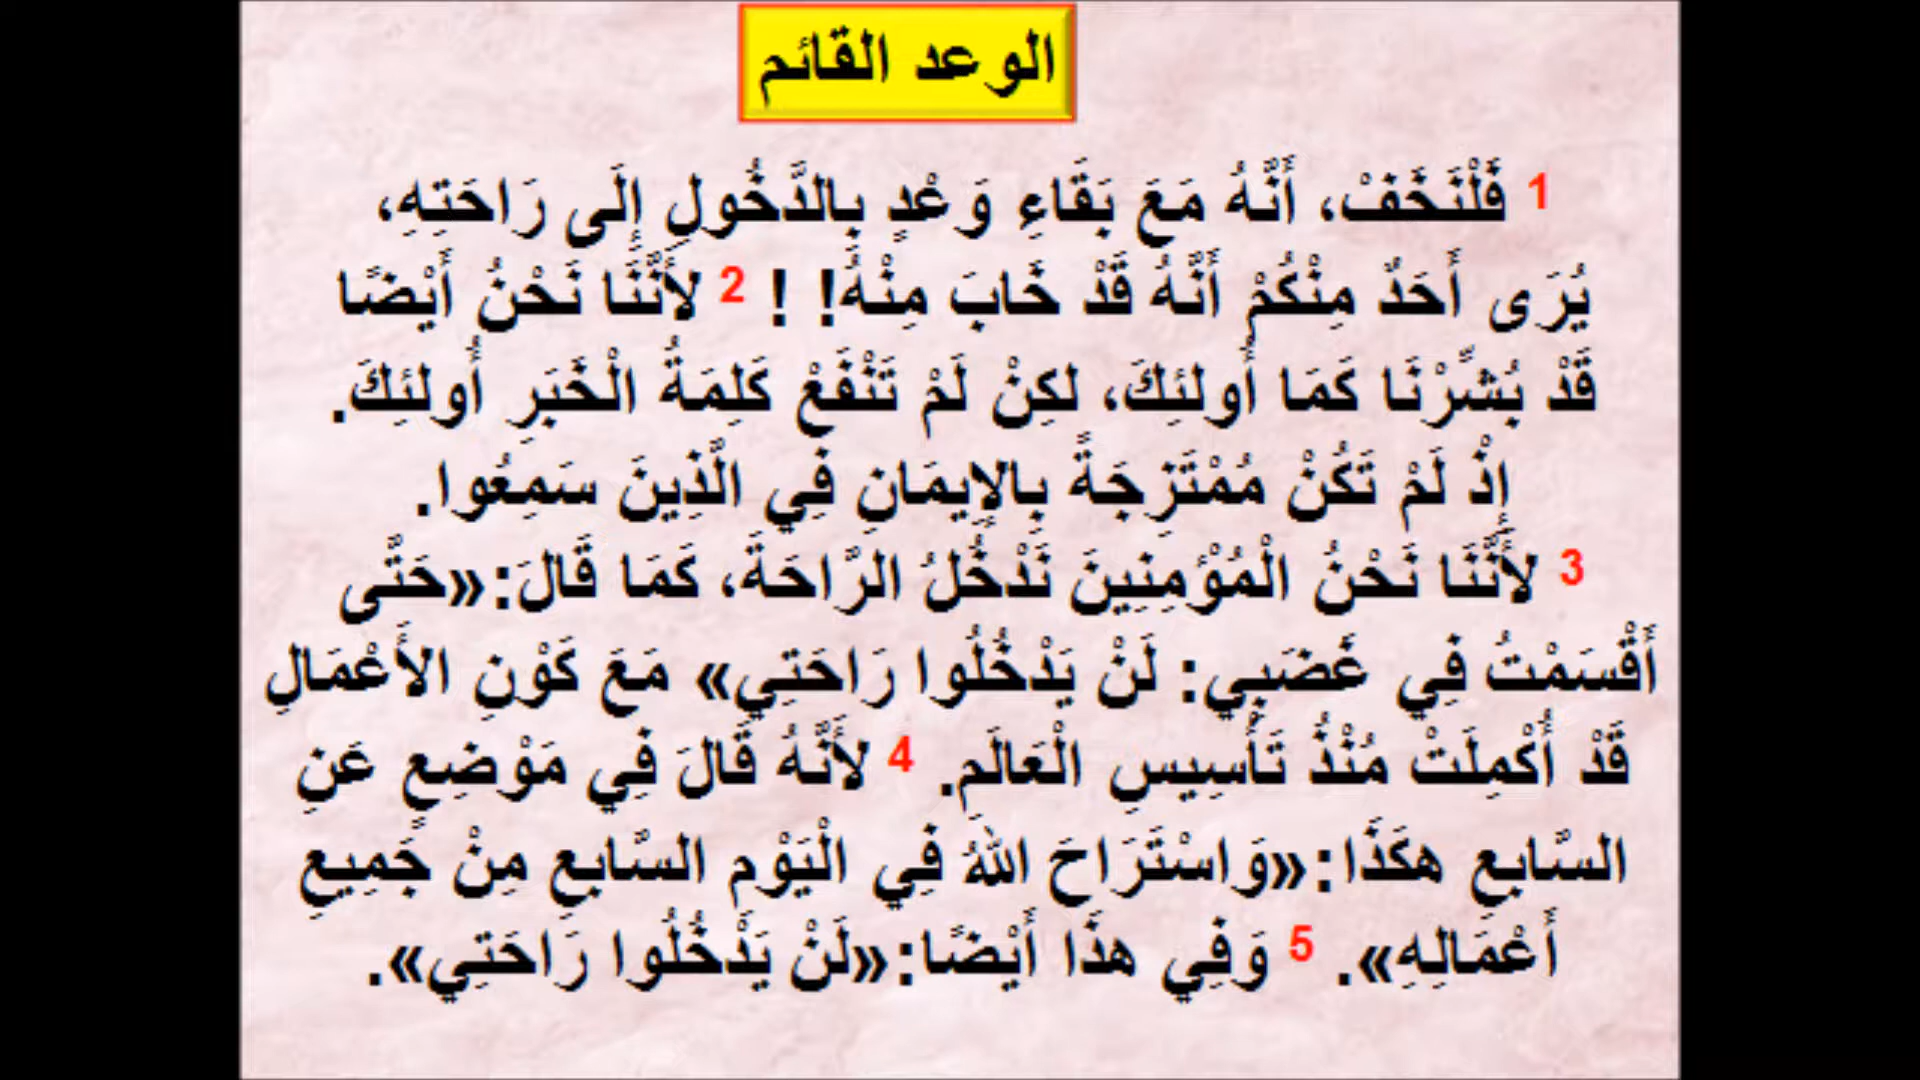 الوعد القائم
1 فَلْنَخَفْ، أَنَّهُ مَعَ بَقَاءِ وَعْدٍ بِالدُّخُولِ إِلَى رَاحَتِهِ،
يُرَى أَحَدٌ مِنْكُمْ أَنَّهُ قَدْ خَابَ مِنْهُ! ! 2 لأَنَّنَا نَحْنُ أَيْضًا
قَدْ بُشِّرْنَا كَمَا أُولئِكَ، لكِنْ لَمْ تَنْفَعْ كَلِمَةُ الْخَبَرِ أُولئِكَ.
إِذْ لَمْ تَكُنْ مُمْتَزِجَةً بِالإِيمَانِ فِي الَّذِينَ سَمِعُوا.
3 لأَنَّنَا نَحْنُ الْمُؤْمِنِينَ نَدْخُلُ الرَّاحَةَ، كَمَا قَالَ:«حَتَّى
أَقْسَمْتُ فِي غَضَبِي: لَنْ يَدْخُلُوا رَاحَتِي» مَعَ كَوْنِ الأَعْمَالِ
قَدْ أُكْمِلَتْ مُنْذُ تَأْسِيسِ الْعَالَمِ. 4 لأَنَّهُ قَالَ فِي مَوْضِعٍ عَنِ
السَّابِعِ هكَذَا:«وَاسْتَرَاحَ اللهُ فِي الْيَوْمِ السَّابِعِ مِنْ جَمِيعِ
أَعْمَالِهِ». 5 وَفِي هذَا أَيْضًا:«لَنْ يَدْخُلُوا رَاحَتِي».